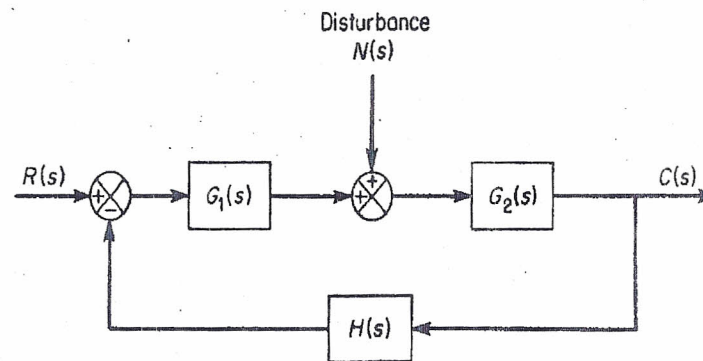 Disturbance
N(s)
R(s)
+
−
G₁(s)
+
+
G₂(s)
C(s)
H(s)